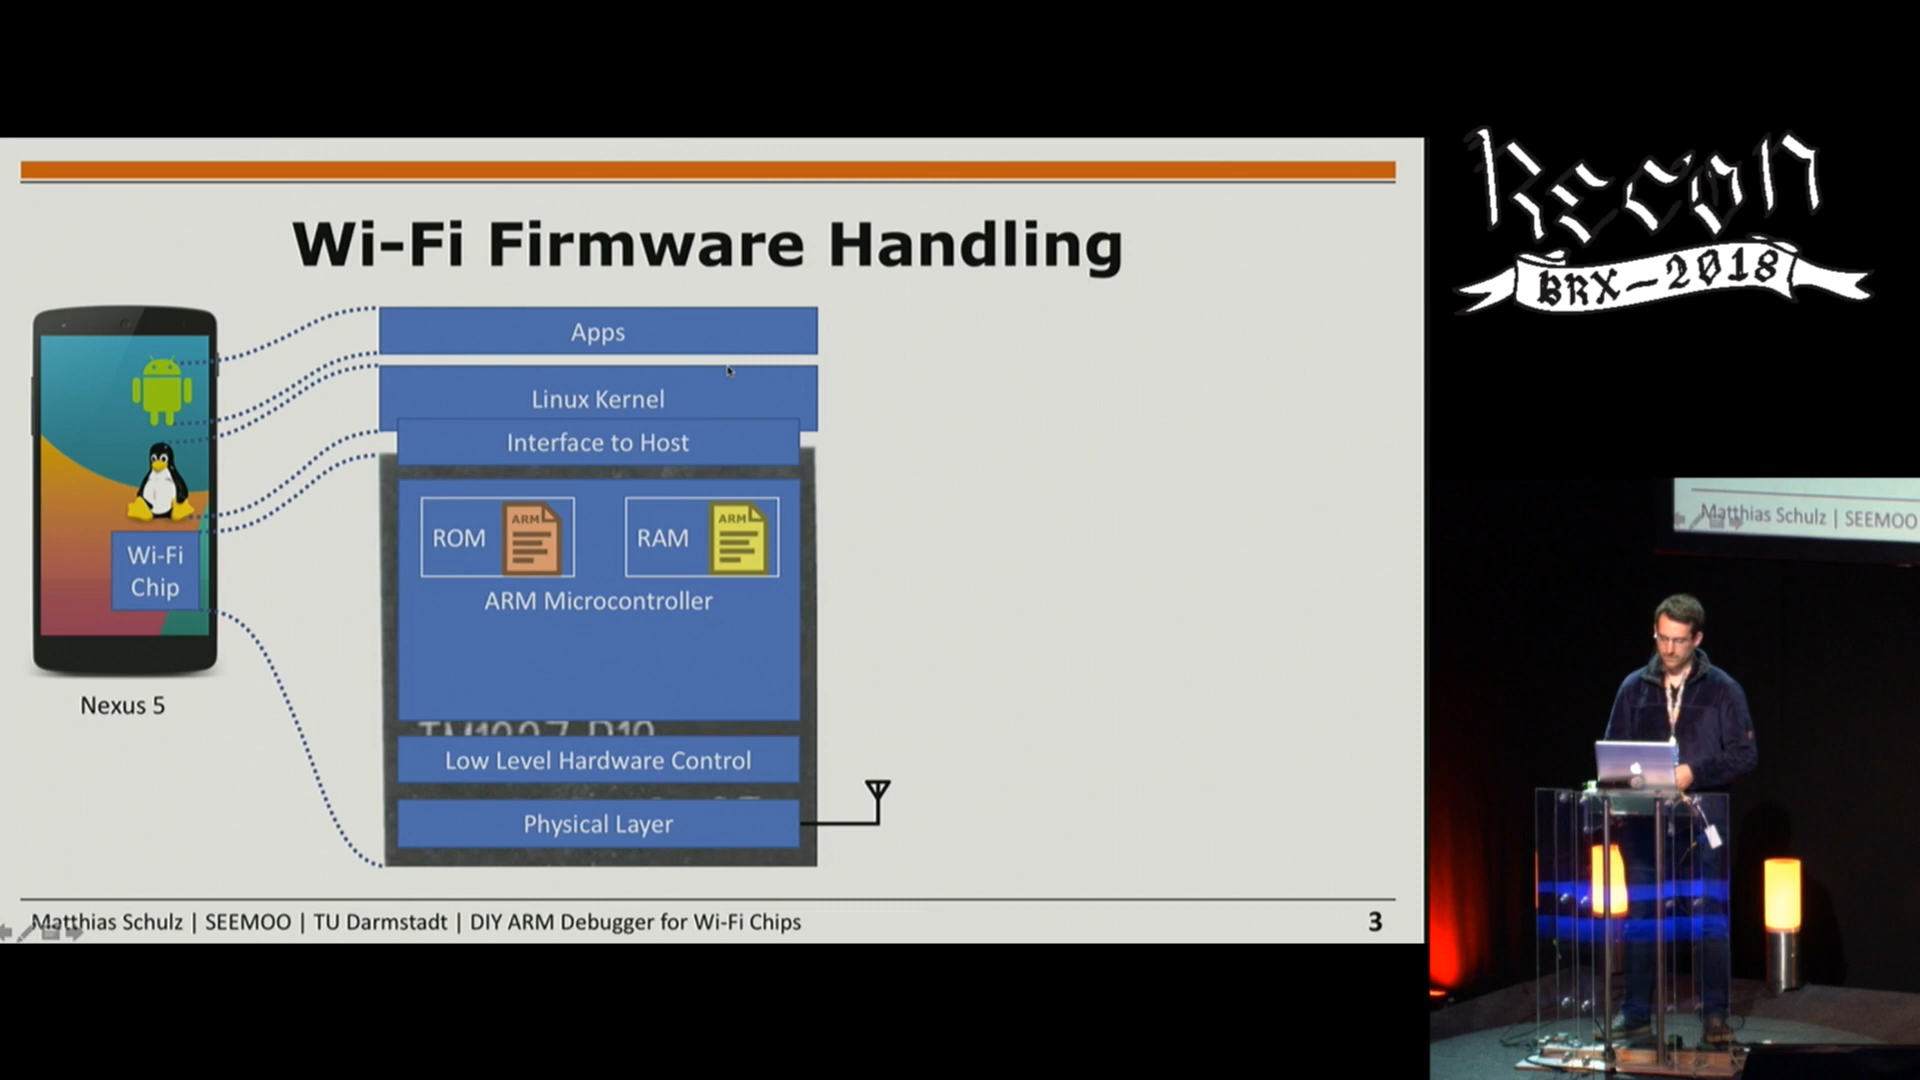 Wi-Fi Firmware Handling
Apps
Linux Kernel
Interface to Host
ROM
ARM
RAM
ARM
ARM Microcontroller
Low Level Hardware Control
Physical Layer
Wi-Fi
Chip
Nexus 5
Matthias Schulz | SEEMOO | TU Darmstadt | DIY ARM Debugger for Wi-Fi Chips
3
Recon
BRX-2018
Matthias Schulz | SEEMOO